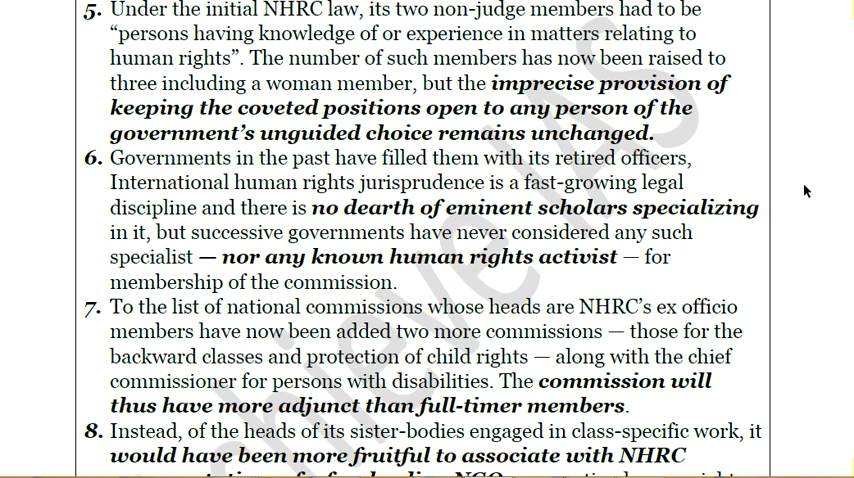 5. Under the initial NHRC law, its two non-judge members had to be
“persons having knowledge of or experience in matters relating to
human rights”. The number of such members has now been raised to
three including a woman member, but the imprecise provision of
keeping the coveted positions open to any person of the
government’s unguided choice remains unchanged.
6. Governments in the past have filled them with its retired officers,
International human rights jurisprudence is a fast-growing legal
discipline and there is no dearth of eminent scholars specializing
in it, but successive governments have never considered any such
specialist — nor any known human rights activist — for
membership of the commission.
7. To the list of national commissions whose heads are NHRC’s ex officio
members have now been added two more commissions — those for the
backward classes and protection of child rights — along with the chief
commissioner for persons with disabilities. The commission will
thus have more adjunct than full-timer members.
8. Instead, of the heads of its sister-bodies engaged in class-specific work, it
would have been more fruitful to associate with NHRC